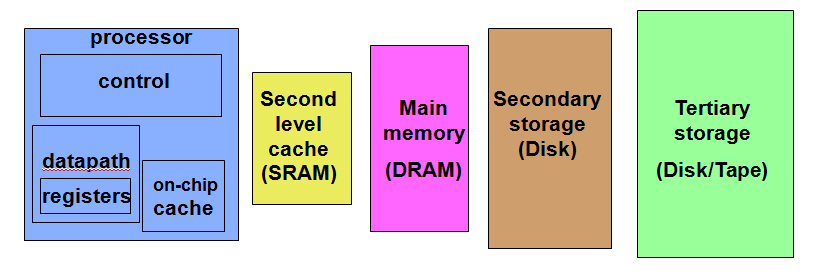 processor
control
datapath
registers
on-chip
cache
Second
level
cache
(SRAM)
Main
memory
(DRAM)
Secondary
storage
(Disk)
Tertiary
storage
(Disk/Tape)